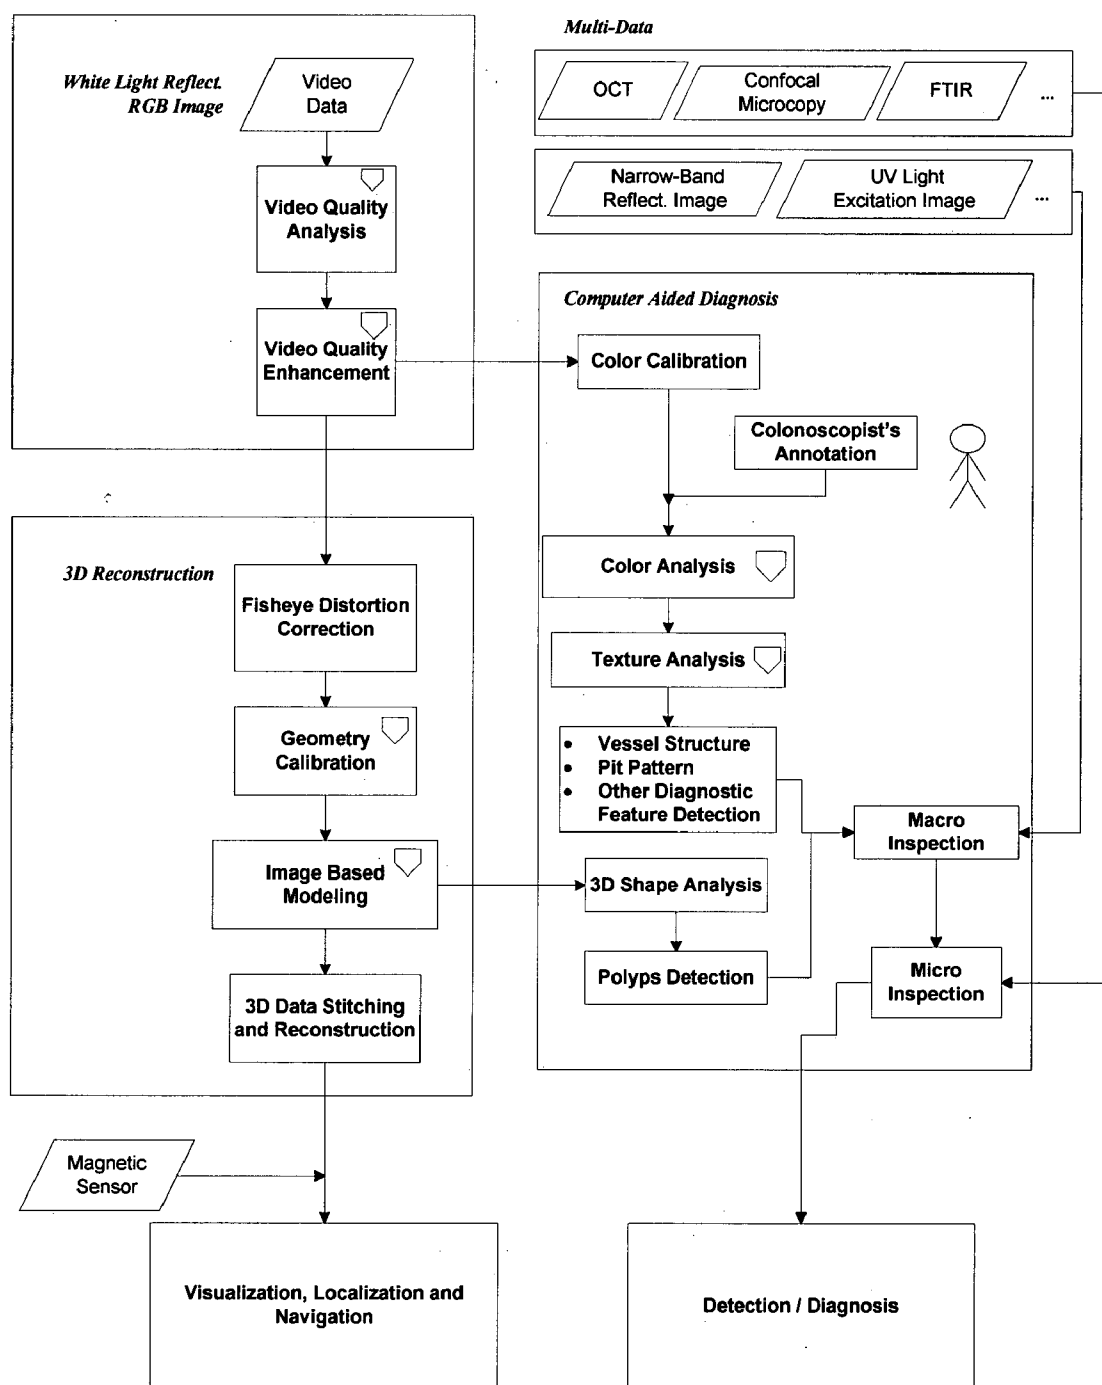 Multi-Data
White Light Reflect.
RGB Image
Video
Data
OCT
Confocal
Microcopy
FTIR
...
Narrow-Band
Reflect. Image
UV Light
Excitation Image
...
Video Quality
Analysis
Video Quality
Enhancement
Computer Aided Diagnosis
Color Calibration
Colonoscopist's
Annotation
Color Analysis
Texture Analysis
• Vessel Structure
• Pit Pattern
• Other Diagnostic
Feature Detection
Macro
Inspection
3D Shape Analysis
Polyps Detection
Micro
Inspection
3D Reconstruction
Fisheye Distortion
Correction
Geometry
Calibration
Image Based
Modeling
3D Data Stitching
and Reconstruction
Magnetic
Sensor
Visualization, Localization and
Navigation
Detection / Diagnosis